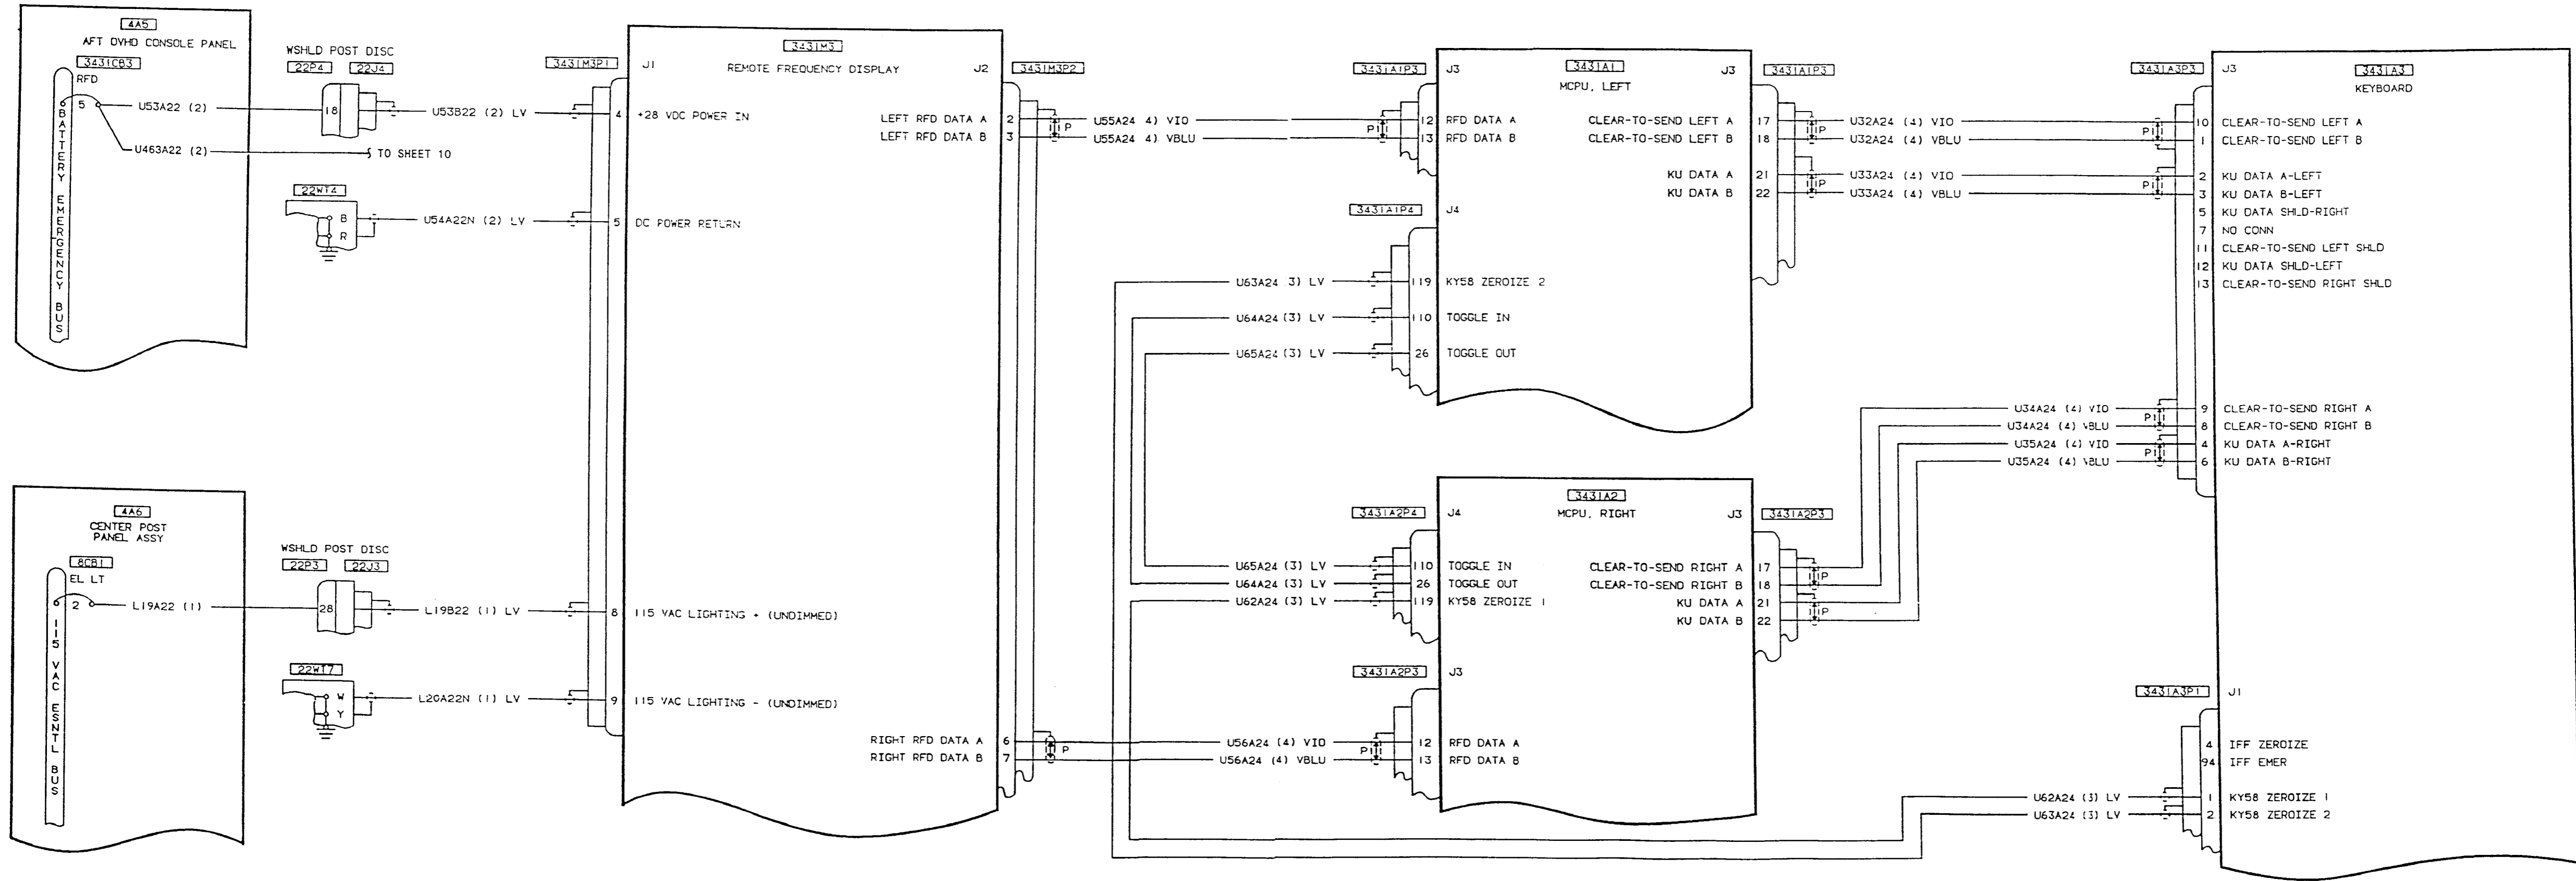 4A5
AFT OVHD CONSOLE PANEL
3431CB3
RFD
5
BATTERY EMERGENCY BUS
U53A22 (2)
U463A22 (2)
TO SHEET 10
WSHLD POST DISC
22P4 22J4
18
U53B22 (2) LV
22WT4
B
R
U54A22N (2) LV
4A6
CENTER POST
PANEL ASSY
8CB1
EL LT
2
115 VAC ESNTL BUS
L19A22 (1)
WSHLD POST DISC
22P3 22J3
28
L19B22 (1) LV
22WT7
W
Y
L20A22N (1) LV
3431M3P1
J1
3431M3
REMOTE FREQUENCY DISPLAY
J2
3431M3P2
4 +28 VDC POWER IN
5 DC POWER RETURN
8 115 VAC LIGHTING + (UNDIMMED)
9 115 VAC LIGHTING - (UNDIMMED)
LEFT RFD DATA A 2
LEFT RFD DATA B 3
RIGHT RFD DATA A 6
RIGHT RFD DATA B 7
P
P
U55A24 4) VIO
U55A24 4) VBLU
U56A24 (4) VIO
U56A24 (4) VBLU
3431A1P3
J3
3431A1
MCPU, LEFT
J3
3431A1P3
P
12 RFD DATA A
13 RFD DATA B
CLEAR-TO-SEND LEFT A 17
CLEAR-TO-SEND LEFT B 18
KU DATA A 21
KU DATA B 22
P
P
3431A1P4
J4
U63A24 3) LV
119 KY58 ZEROIZE 2
U64A24 (3) LV
110 TOGGLE IN
U65A24 (3) LV
26 TOGGLE OUT
3431A2P4
J4
3431A2
MCPU, RIGHT
J3
3431A2P3
U65A24 (3) LV
110 TOGGLE IN
U64A24 (3) LV
26 TOGGLE OUT
U62A24 (3) LV
119 KY58 ZEROIZE 1
CLEAR-TO-SEND RIGHT A 17
CLEAR-TO-SEND RIGHT B 18
KU DATA A 21
KU DATA B 22
P
P
3431A2P3
J3
P
12 RFD DATA A
13 RFD DATA B
U32A24 (4) VIO
U32A24 (4) VBLU
U33A24 (4) VIO
U33A24 (4) VBLU
U34A24 (4) VIO
U34A24 (4) VBLU
U35A24 (4) VIO
U35A24 (4) VBLU
3431A3P3
J3
3431A3
KEYBOARD
P
P
10 CLEAR-TO-SEND LEFT A
1 CLEAR-TO-SEND LEFT B
2 KU DATA A-LEFT
3 KU DATA B-LEFT
5 KU DATA SHLD-RIGHT
7 NO CONN
11 CLEAR-TO-SEND LEFT SHLD
12 KU DATA SHLD-LEFT
13 CLEAR-TO-SEND RIGHT SHLD
P
P
9 CLEAR-TO-SEND RIGHT A
8 CLEAR-TO-SEND RIGHT B
4 KU DATA A-RIGHT
6 KU DATA B-RIGHT
3431A3P1
J1
4 IFF ZEROIZE
94 IFF EMER
U62A24 (3) LV
1 KY58 ZEROIZE 1
U63A24 (3) LV
2 KY58 ZEROIZE 2